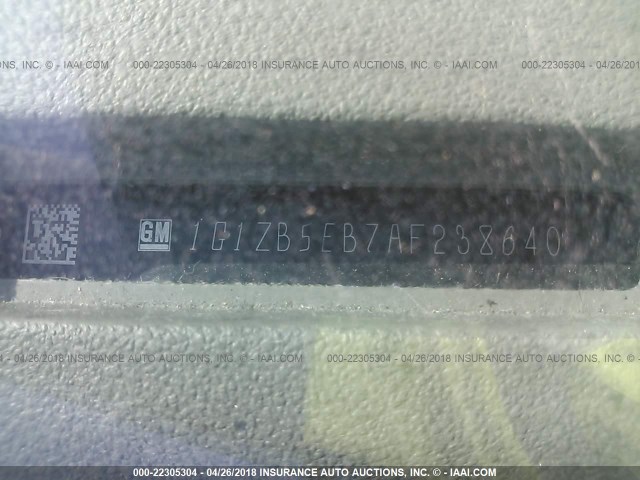 S, INC. © - IAAI.COM 000-22305304 - 04/26/2018 INSURANCE AUTO AUCTIONS, INC. © - IAAI.COM 000-22305304 - 04/26/2018 INSURANCE
GM 1G1ZB5EB7AF238640
04/26/2018 INSURANCE AUTO AUCTIONS, INC. © - IAAI.COM 000-22305304 - 04/26/2018 INSURANCE AUTO AUCTIONS, INC. © - IA
000-22305304 - 04/26/2018 INSURANCE AUTO AUCTIONS, INC. © - IAAI.COM